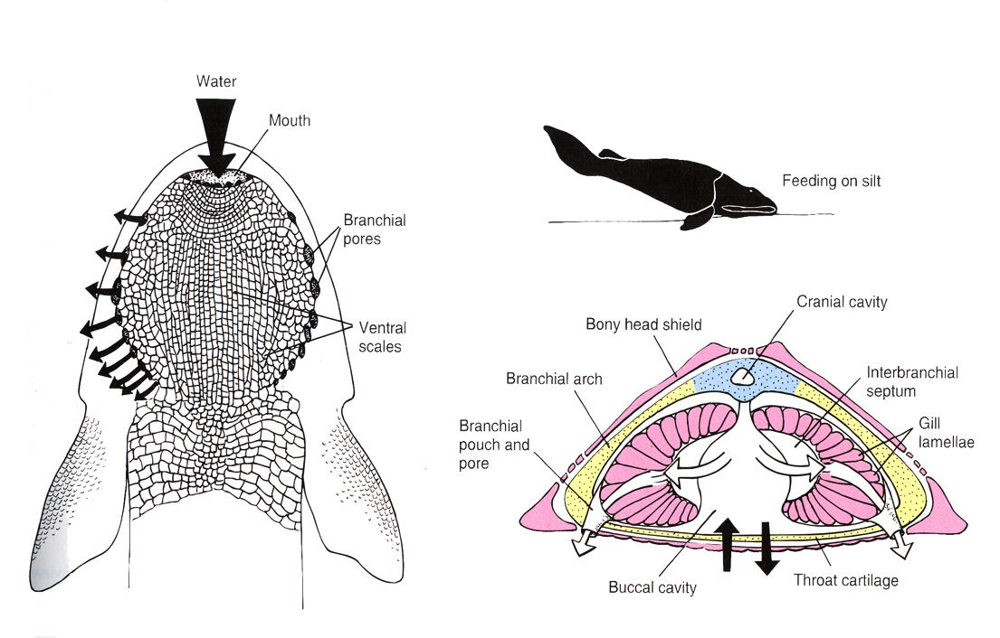 Water
Mouth
Branchial
pores
Ventral
scales
Feeding on silt
Cranial cavity
Bony head shield
Branchial arch
Interbranchial
septum
Branchial
pouch and
pore
Gill
lamellae
Buccal cavity
Throat cartilage